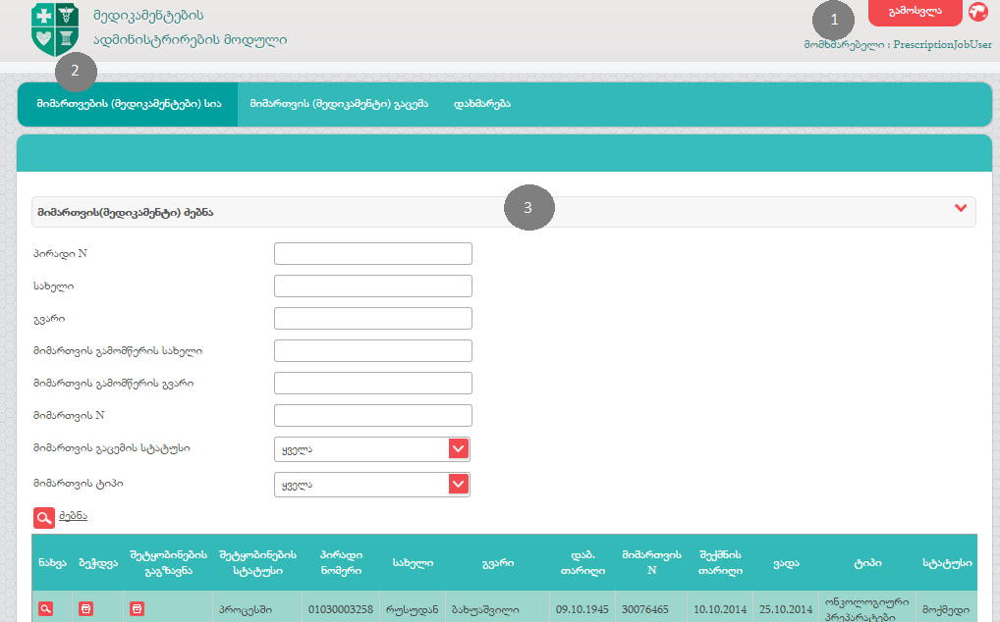 მედიკამენტების
ადმინისტრირების მოდული
1
გამოსვლა
მომხმარებელი : PrescriptionJobUser
2
მიმართვების (მედიკამენტები) სია
მიმართვის (მედიკამენტი) გაცემა
დახმარება
მიმართვის(მედიკამენტი) ძებნა
3
პირადი N
სახელი
გვარი
მიმართვის გამომწერის სახელი
მიმართვის გამომწერის გვარი
მიმართვის N
მიმართვის გაცემის სტატუსი
ყველა
მიმართვის ტიპი
ყველა
ძებნა
ნახვა
ბეჭდვა
შეტყობინების
გაგზავნა
შეტყობინების
სტატუსი
პირადი
ნომერი
სახელი
გვარი
დაბ.
თარიღი
მიმართვის
N
შექმნის
თარიღი
ვადა
ტიპი
სტატუსი
პროცესში
01030003258
რუსუდან
ბახუაშვილი
09.10.1945
30076465
10.10.2014
25.10.2014
ონკოლოგიური
პრეპარატები
მოქმედი